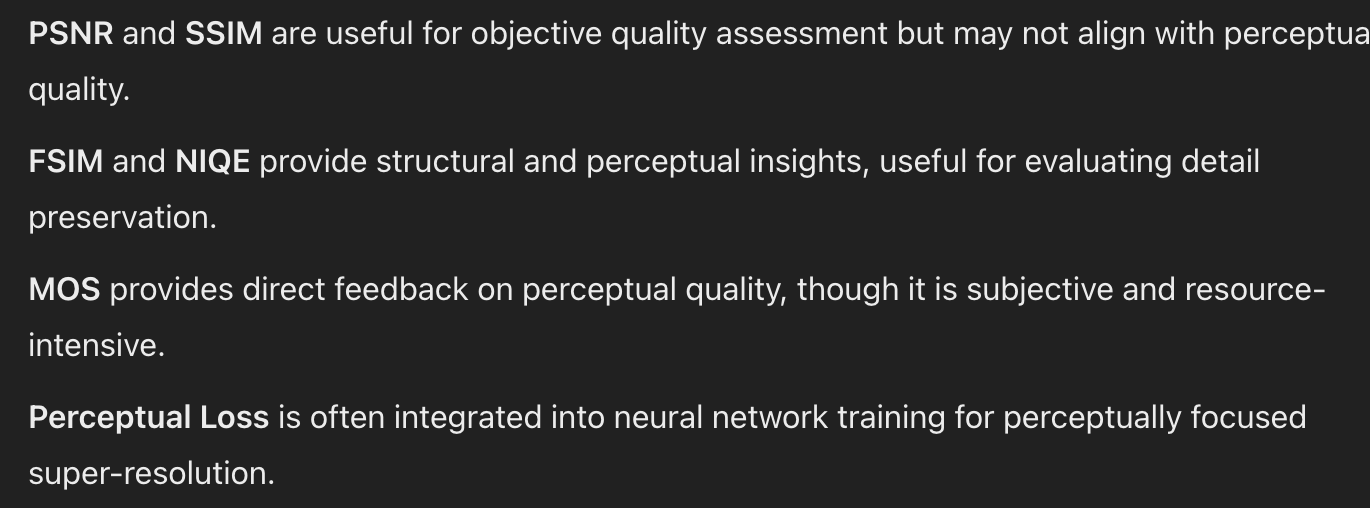 PSNR and SSIM are useful for objective quality assessment but may not align with perceptua
quality.
FSIM and NIQE provide structural and perceptual insights, useful for evaluating detail
preservation.
MOS provides direct feedback on perceptual quality, though it is subjective and resource-
intensive.
Perceptual Loss is often integrated into neural network training for perceptually focused
super-resolution.